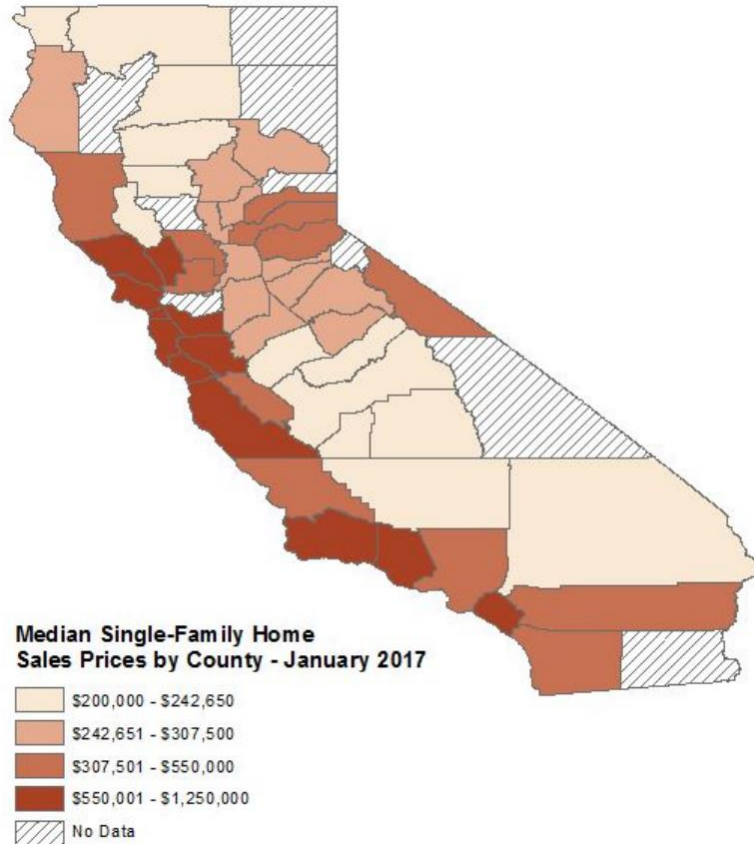 Median Single-Family Home
Sales Prices by County - January 2017
$200,000 - $242,650
$242,651 - $307,500
$307,501 - $550,000
$550,001 - $1,250,000
No Data